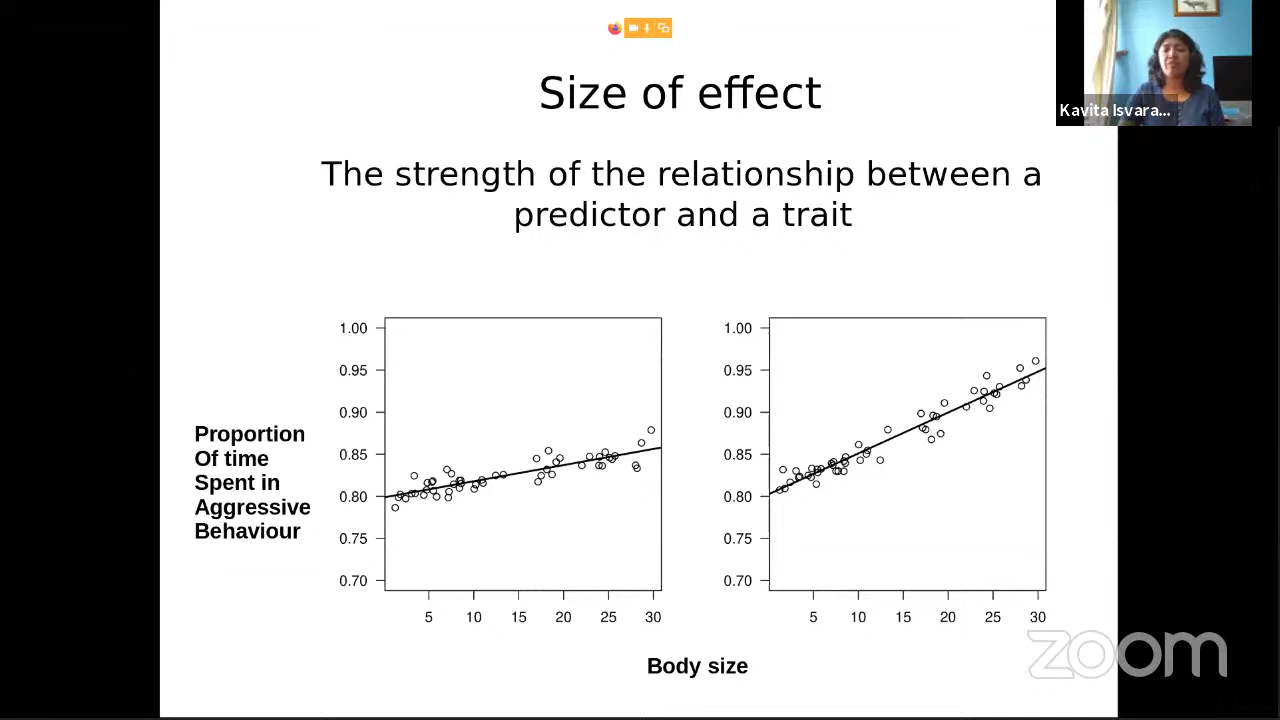 Size of effect
Kavita Isvara...
The strength of the relationship between a
predictor and a trait
Proportion
Of time
Spent in
Aggressive
Behaviour
1.00
0.95
0.90
0.85
0.80
0.75
0.70
5 10 15 20 25 30
1.00
0.95
0.90
0.85
0.80
0.75
0.70
5 10 15 20 25 30
Body size
zoom